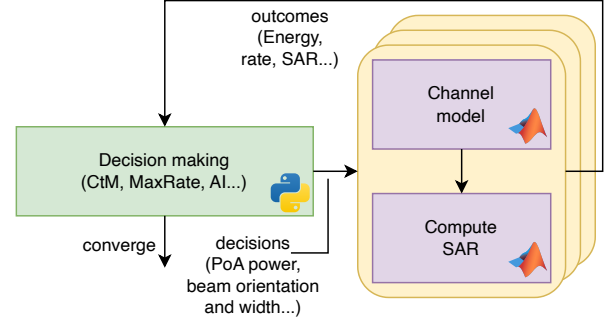 outcomes
(Energy,
rate, SAR...)
Channel
model
Decision making
(CtM, MaxRate, AI...)
Compute
SAR
converge
decisions
(PoA power,
beam orientation
and width...)